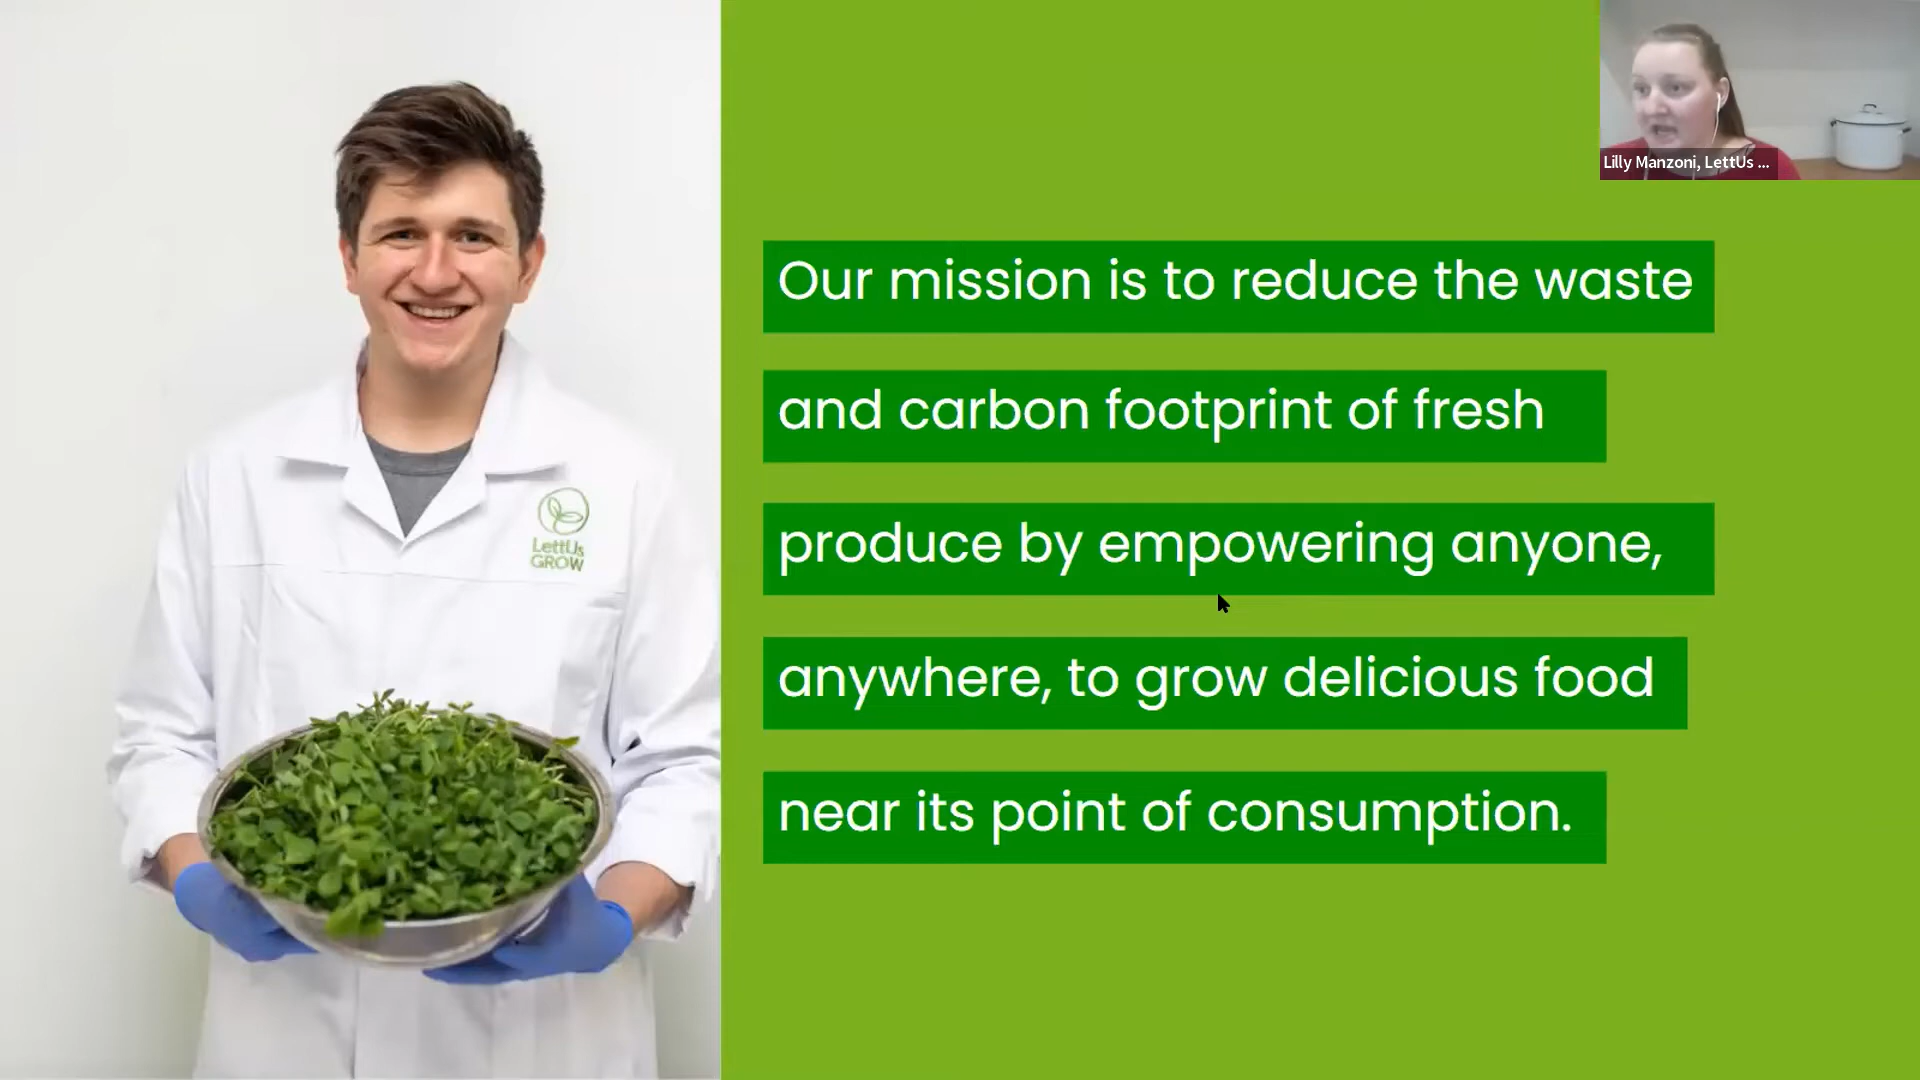 Lilly Manzoni, LettUs ...
Our mission is to reduce the waste
and carbon footprint of fresh
produce by empowering anyone,
anywhere, to grow delicious food
near its point of consumption.
LettUs
GROW